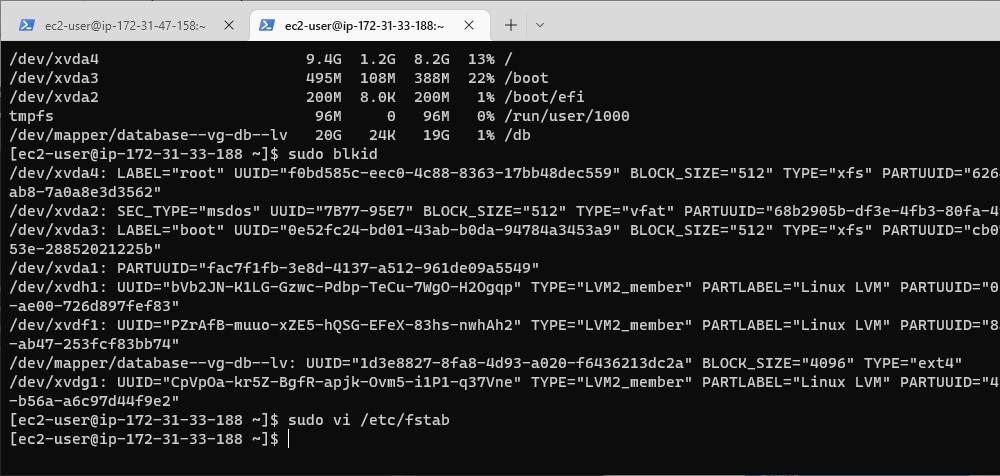 ec2-user@ip-172-31-47-158:~ ec2-user@ip-172-31-33-188:~
/dev/xvda4 9.4G 1.2G 8.2G 13% /
/dev/xvda3 495M 108M 388M 22% /boot
/dev/xvda2 200M 8.0K 200M 1% /boot/efi
tmpfs 96M 0 96M 0% /run/user/1000
/dev/mapper/database--vg-db--lv 20G 24K 19G 1% /db
[ec2-user@ip-172-31-33-188 ~]$ sudo blkid
/dev/xvda4: LABEL="root" UUID="f0bd585c-eec0-4c88-8363-17bb48dec559" BLOCK_SIZE="512" TYPE="xfs" PARTUUID="626
ab8-7a0a8e3d3562"
/dev/xvda2: SEC_TYPE="msdos" UUID="7B77-95E7" BLOCK_SIZE="512" TYPE="vfat" PARTUUID="68b2905b-df3e-4fb3-80fa-4
/dev/xvda3: LABEL="boot" UUID="0e52fc24-bd01-43ab-b0da-94784a3453a9" BLOCK_SIZE="512" TYPE="xfs" PARTUUID="cb0
53e-28852021225b"
/dev/xvda1: PARTUUID="fac7f1fb-3e8d-4137-a512-961de09a5549"
/dev/xvdh1: UUID="bVb2JN-K1LG-Gzwc-Pdbp-TeCu-7WgO-H2Ogqp" TYPE="LVM2_member" PARTLABEL="Linux LVM" PARTUUID="0
-ae00-726d897fef83"
/dev/xvdf1: UUID="PZrAfB-muuo-xZE5-hQSG-EFeX-83hs-nwhAh2" TYPE="LVM2_member" PARTLABEL="Linux LVM" PARTUUID="8
-ab47-253fcf83bb74"
/dev/mapper/database--vg-db--lv: UUID="1d3e8827-8fa8-4d93-a020-f6436213dc2a" BLOCK_SIZE="4096" TYPE="ext4"
/dev/xvdg1: UUID="CpVpOa-kr5Z-BgfR-apjk-Ovm5-i1P1-q37Vne" TYPE="LVM2_member" PARTLABEL="Linux LVM" PARTUUID="4
-b56a-a6c97d44f9e2"
[ec2-user@ip-172-31-33-188 ~]$ sudo vi /etc/fstab
[ec2-user@ip-172-31-33-188 ~]$